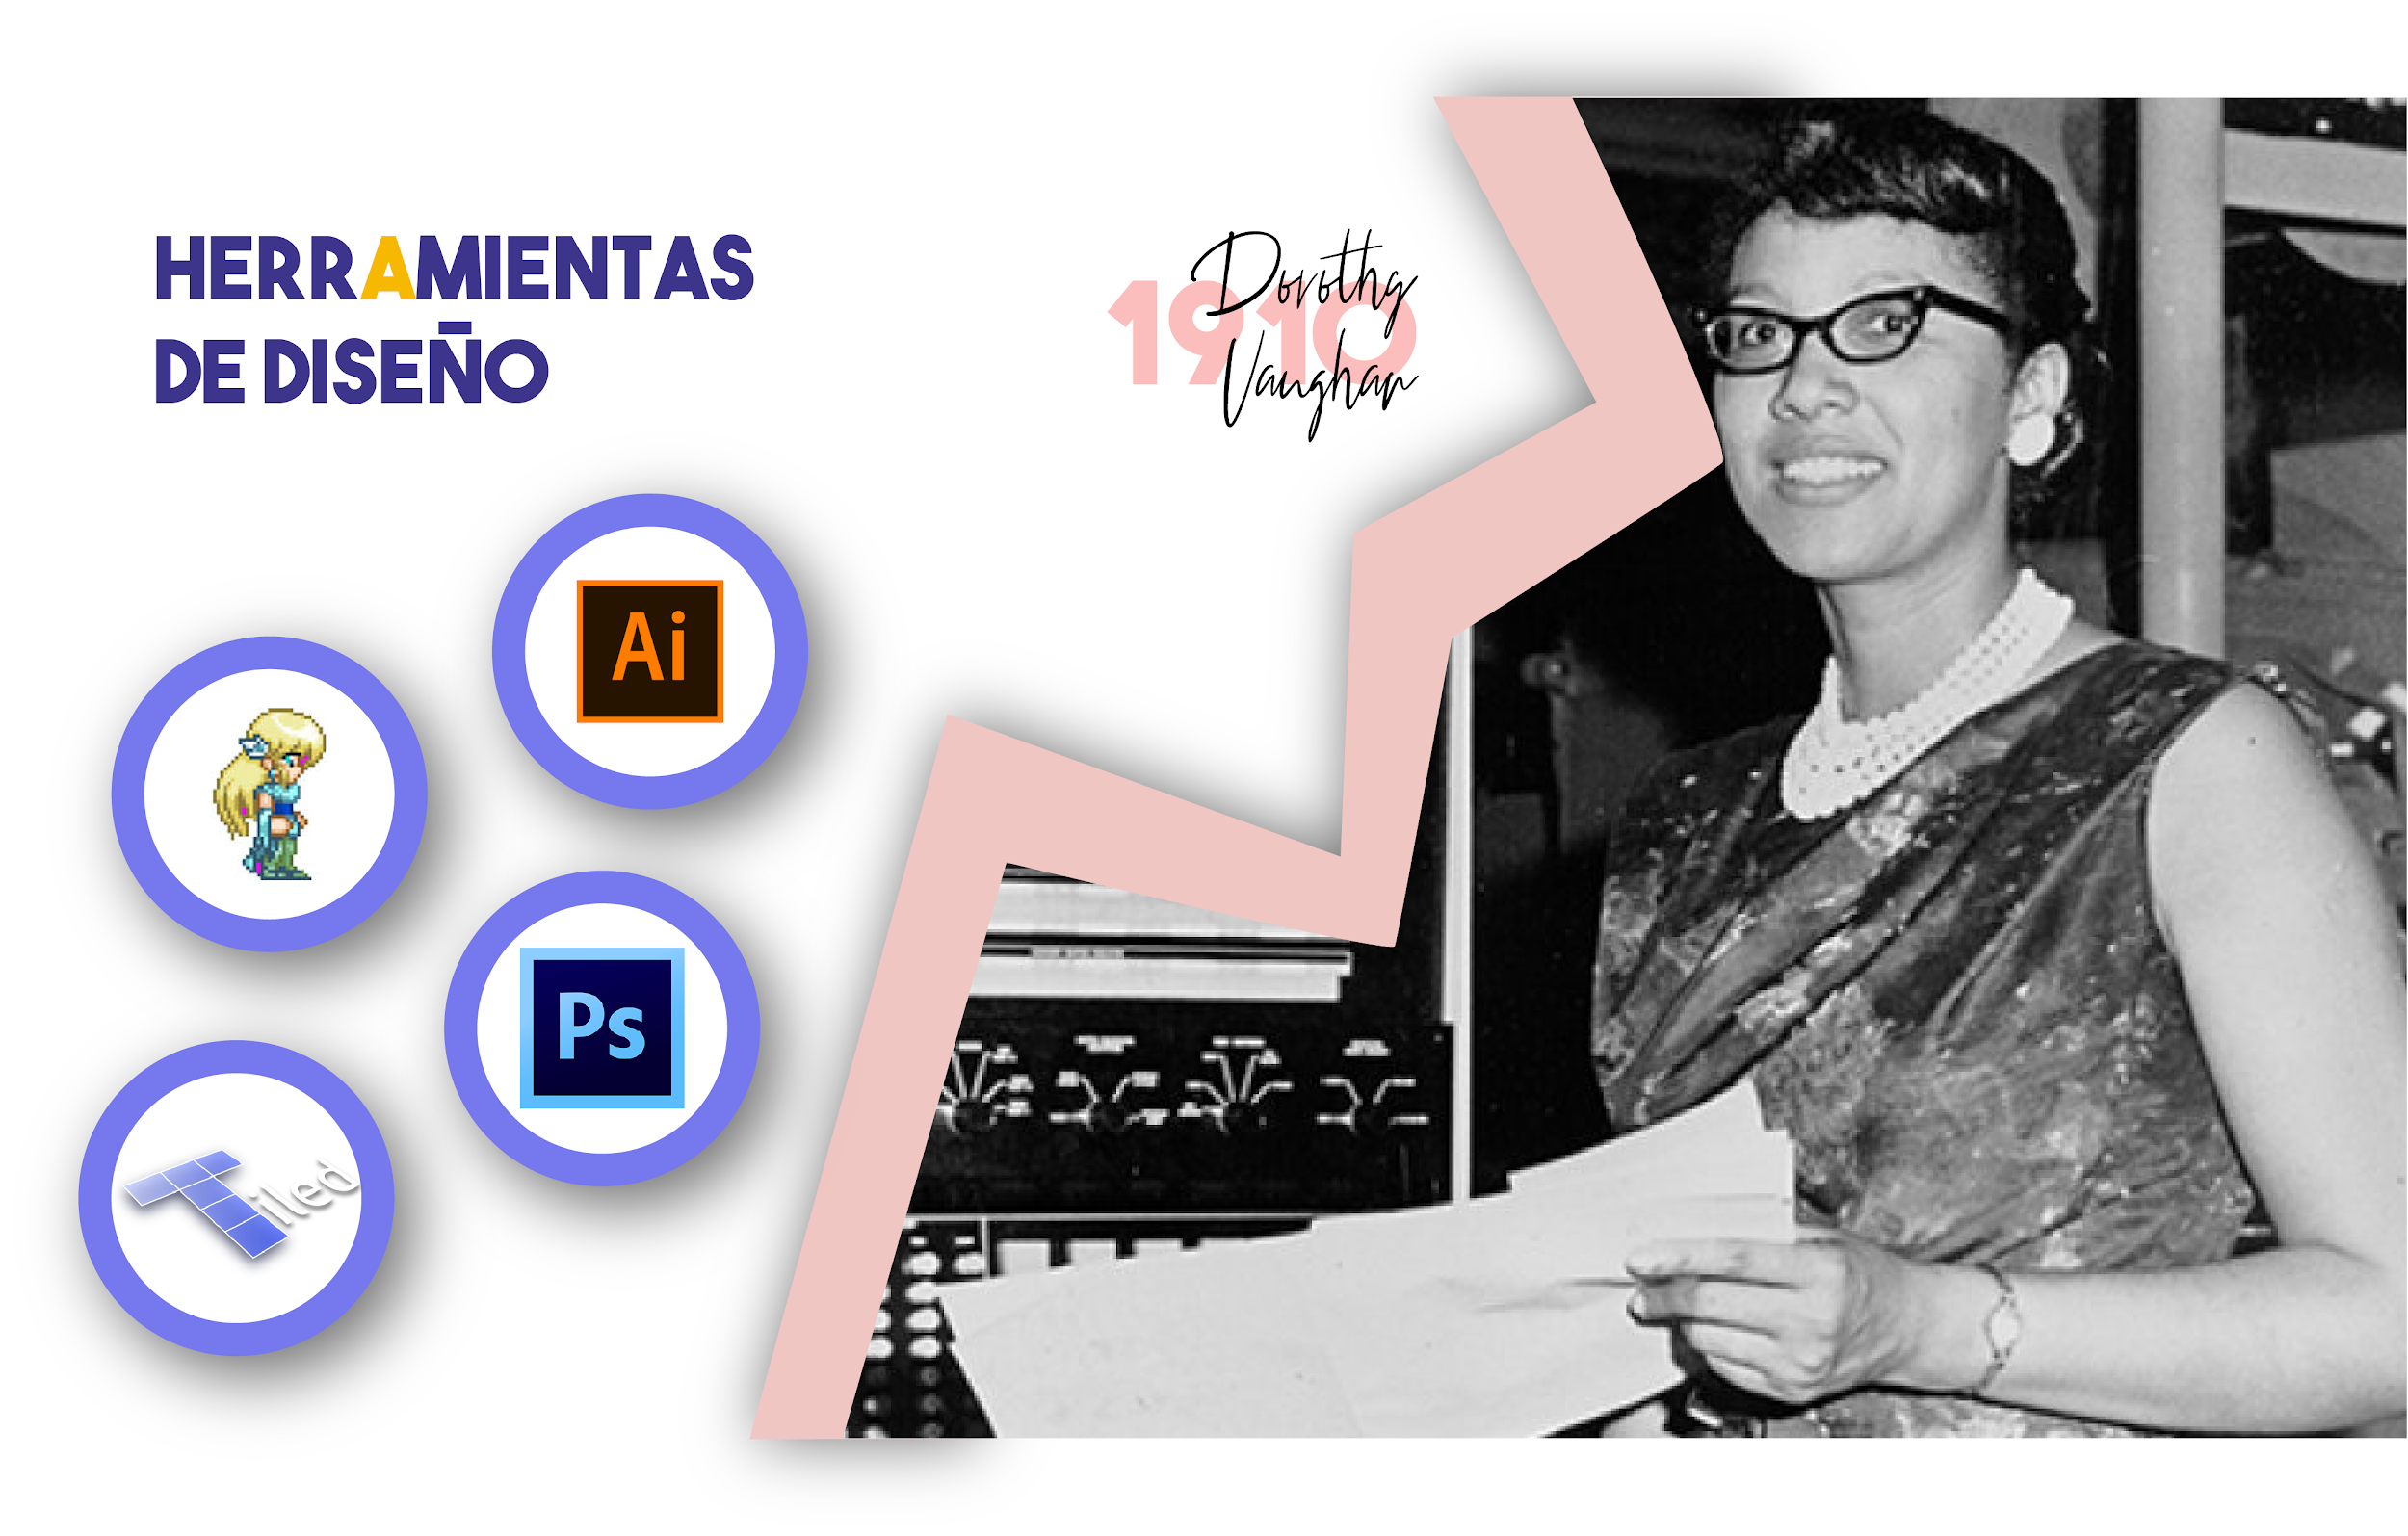 HERRAMIENTAS
DE DISEÑO
1910
Dorothy
Vaughan
Ai
Ps
Tiled